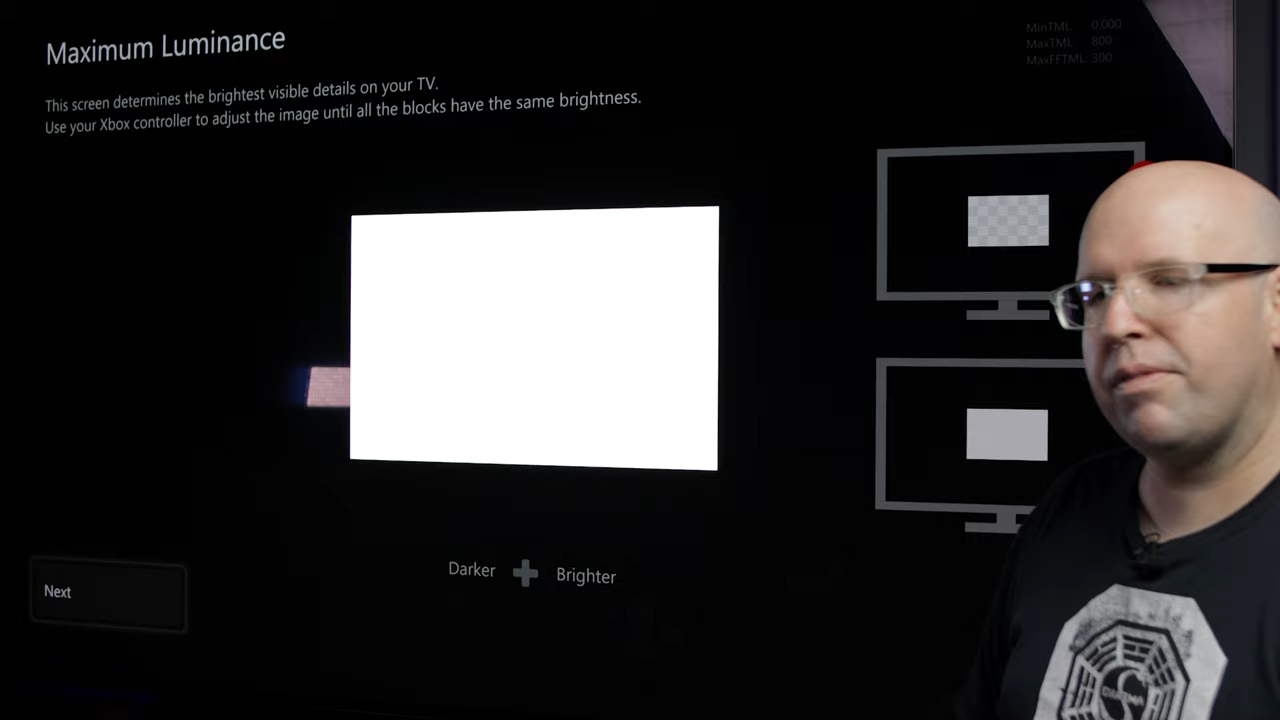 Maximum Luminance
This screen determines the brightest visible details on your TV.
Use your Xbox controller to adjust the image until all the blocks have the same brightness.
MinTML 0.000
MaxTML 800
MaxFFTML: 300
Darker Brighter
Next
DHARMA